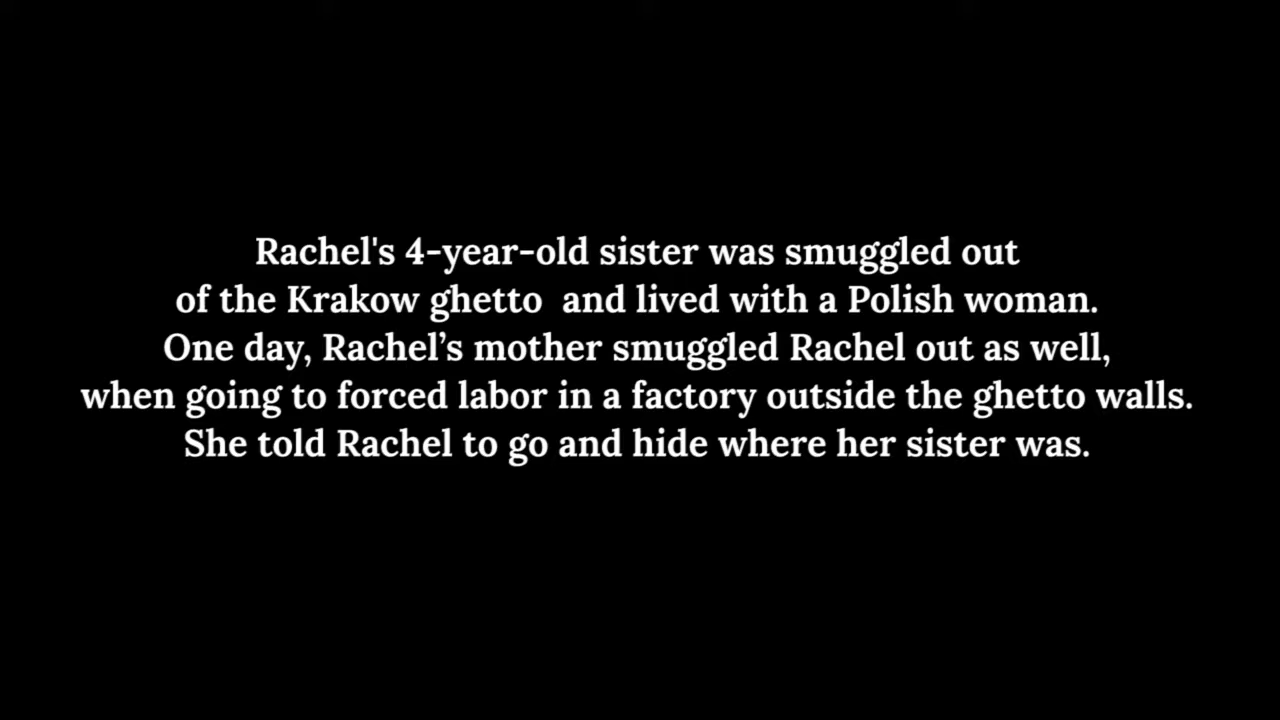 Rachel's 4-year-old sister was smuggled out
of the Krakow ghetto  and lived with a Polish woman.
One day, Rachel’s mother smuggled Rachel out as well,
when going to forced labor in a factory outside the ghetto walls.
She told Rachel to go and hide where her sister was.